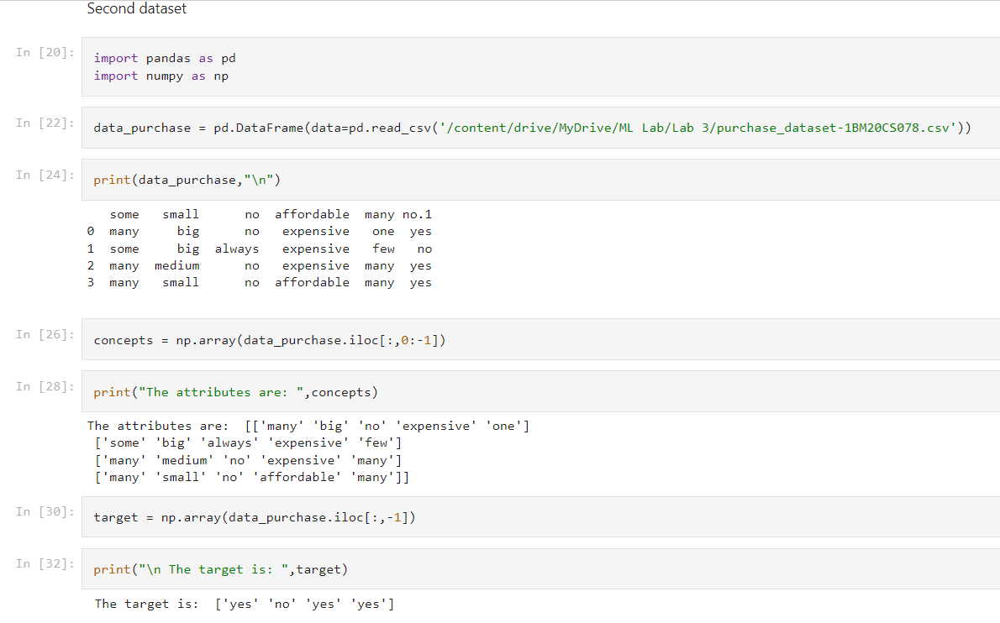 Second dataset
In [20]:
import pandas as pd
import numpy as np
In [22]:
data_purchase = pd.DataFrame(data=pd.read_csv('/content/drive/MyDrive/ML Lab/Lab 3/purchase_dataset-1BM20CS078.csv'))
In [24]:
print(data_purchase,"\n")
some small no affordable many no.1
0 many big no expensive one yes
1 some big always expensive few no
2 many medium no expensive many yes
3 many small no affordable many yes
In [26]:
concepts = np.array(data_purchase.iloc[:,0:-1])
In [28]:
print("The attributes are: ",concepts)
The attributes are:  [['many' 'big' 'no' 'expensive' 'one']
['some' 'big' 'always' 'expensive' 'few']
['many' 'medium' 'no' 'expensive' 'many']
['many' 'small' 'no' 'affordable' 'many']]
In [30]:
target = np.array(data_purchase.iloc[:,-1])
In [32]:
print("\n The target is: ",target)
The target is:  ['yes' 'no' 'yes' 'yes']